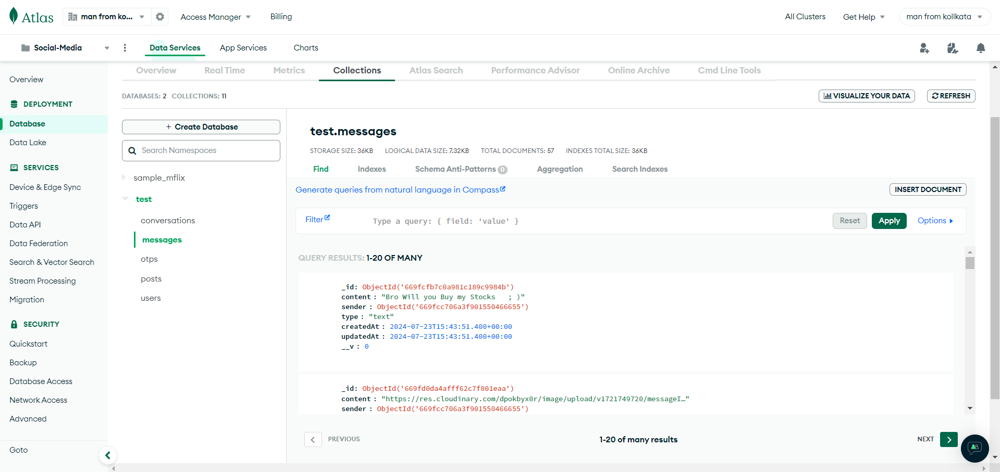 Atlas
man from ko...
Access Manager
Billing
All Clusters
Get Help
man from kollkata
Social-Media
Data Services
App Services
Charts
Overview
Real Time
Metrics
Collections
Atlas Search
Performance Advisor
Online Archive
Cmd Line Tools
DATABASES: 2 COLLECTIONS: 11
VISUALIZE YOUR DATA
REFRESH
Overview
DEPLOYMENT
Database
Data Lake
SERVICES
Device & Edge Sync
Triggers
Data API
Data Federation
Search & Vector Search
Stream Processing
Migration
SECURITY
Quickstart
Backup
Database Access
Network Access
Advanced
Goto
+ Create Database
Search Namespaces
sample_mflix
test
conversations
messages
otps
posts
users
test.messages
STORAGE SIZE: 36KB LOGICAL DATA SIZE: 7.32KB TOTAL DOCUMENTS: 57 INDEXES TOTAL SIZE: 36KB
Find
Indexes
Schema Anti-Patterns 0
Aggregation
Search Indexes
Generate queries from natural language in Compass
INSERT DOCUMENT
Filter
Type a query: { field: 'value' }
Reset
Apply
Options
QUERY RESULTS: 1-20 OF MANY
_id: ObjectId('669fcfb7c0a981c189c9984b')
content : "Bro Will you Buy my Stocks   ; )"
sender : ObjectId('669fcc706a3f901550466655')
type : "text"
createdAt : 2024-07-23T15:43:51.400+00:00
updatedAt : 2024-07-23T15:43:51.400+00:00
__v : 0
_id: ObjectId('669fd0da4afff62c7f801eaa')
content : "https://res.cloudinary.com/dpokbyx0r/image/upload/v1721749720/messageI…"
sender : ObjectId('669fcc706a3f901550466655')
PREVIOUS
1-20 of many results
NEXT